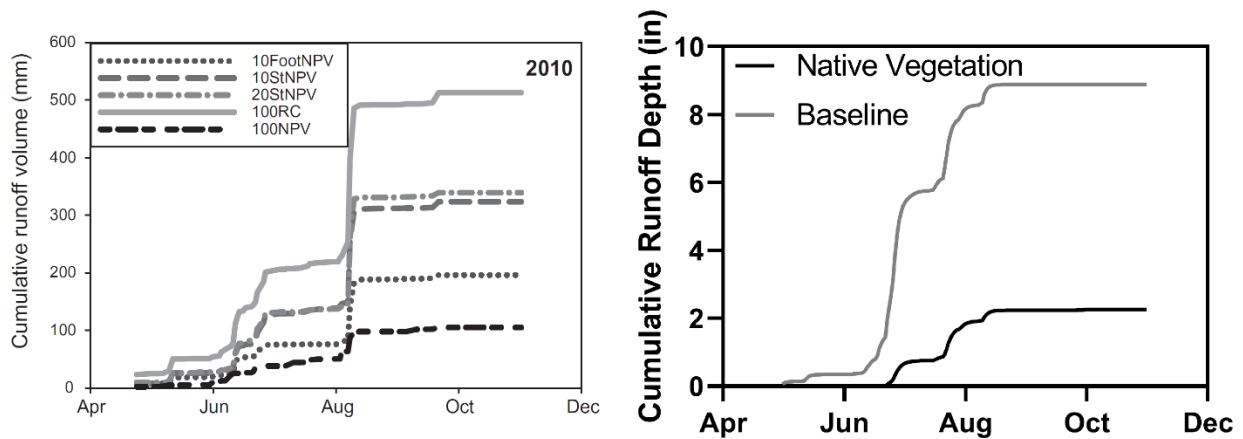 Cumulative runoff volume (mm)
600
500
400
300
200
100
0
10FootNPV
10StNPV
20StNPV
100RC
100NPV
2010
Apr
Jun
Aug
Oct
Dec
Cumulative Runoff Depth (in)
10
8
6
4
2
0
Native Vegetation
Baseline
Apr
Jun
Aug
Oct
Dec